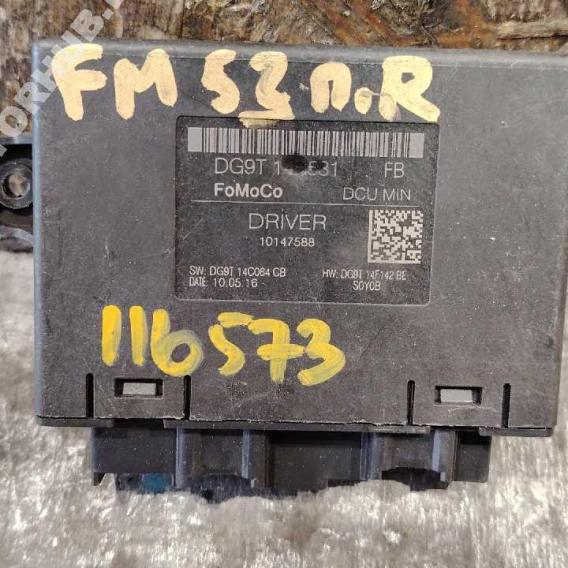 FM 53 п.R
DG9T FB
FoMoCo DCU MIN
DRIVER
10147588
SW: DG9T 14C064 CB HW: DG9T 14F142 BE
DATE: 10.05.16 S0Y0B
116573